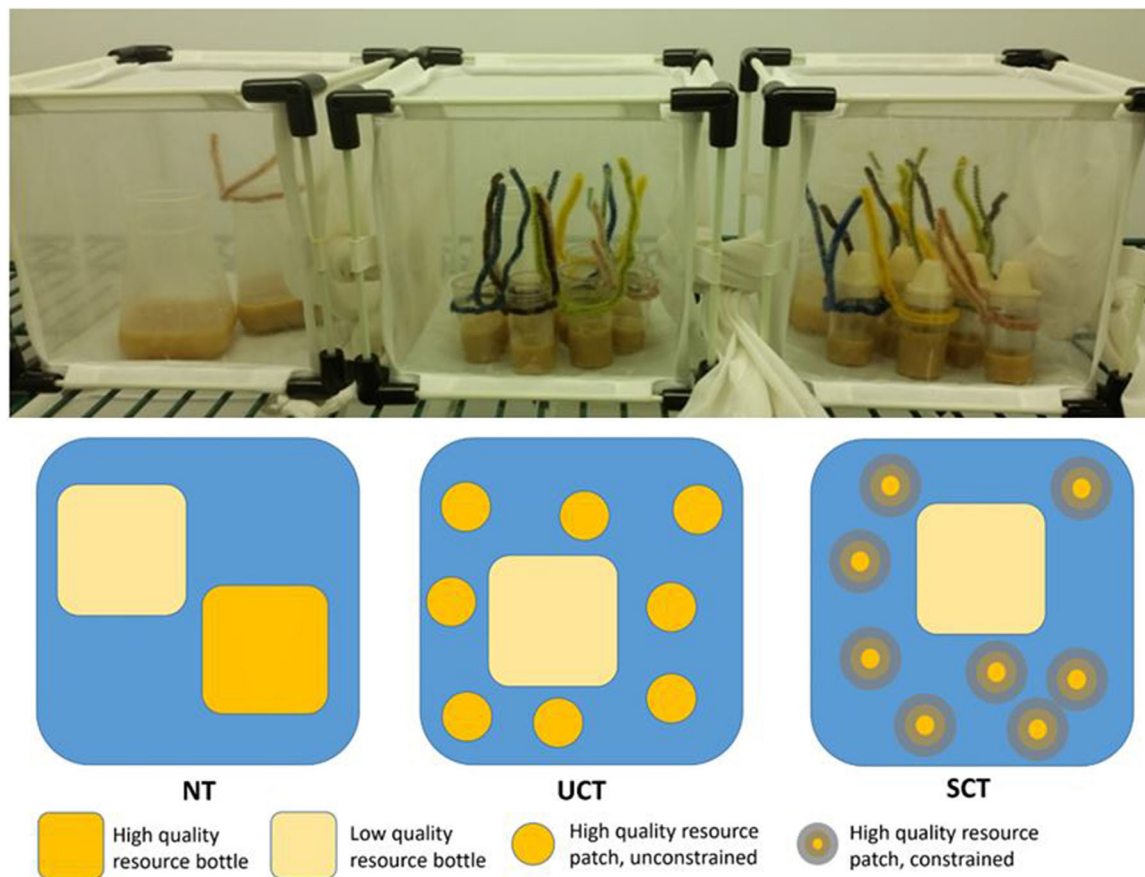 NT
UCT
SCT
High quality
resource bottle
Low quality
resource bottle
High quality resource
patch, unconstrained
High quality resource
patch, constrained